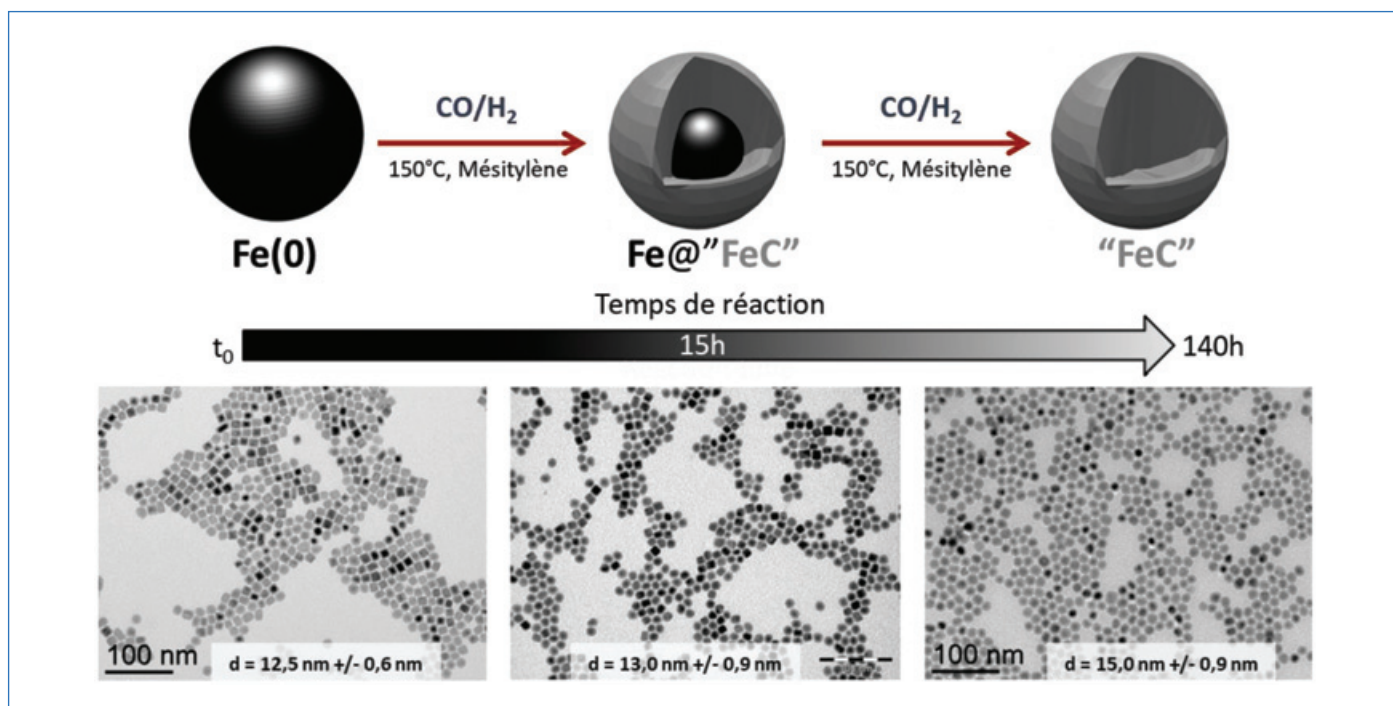 CO/H₂
150°C, Mésitylène
CO/H₂
150°C, Mésitylène
Fe(0)
Fe@”FeC”
“FeC”
Temps de réaction
t₀
15h
140h
100 nm
d = 12,5 nm +/- 0,6 nm
d = 13,0 nm +/- 0,9 nm
100 nm
d = 15,0 nm +/- 0,9 nm